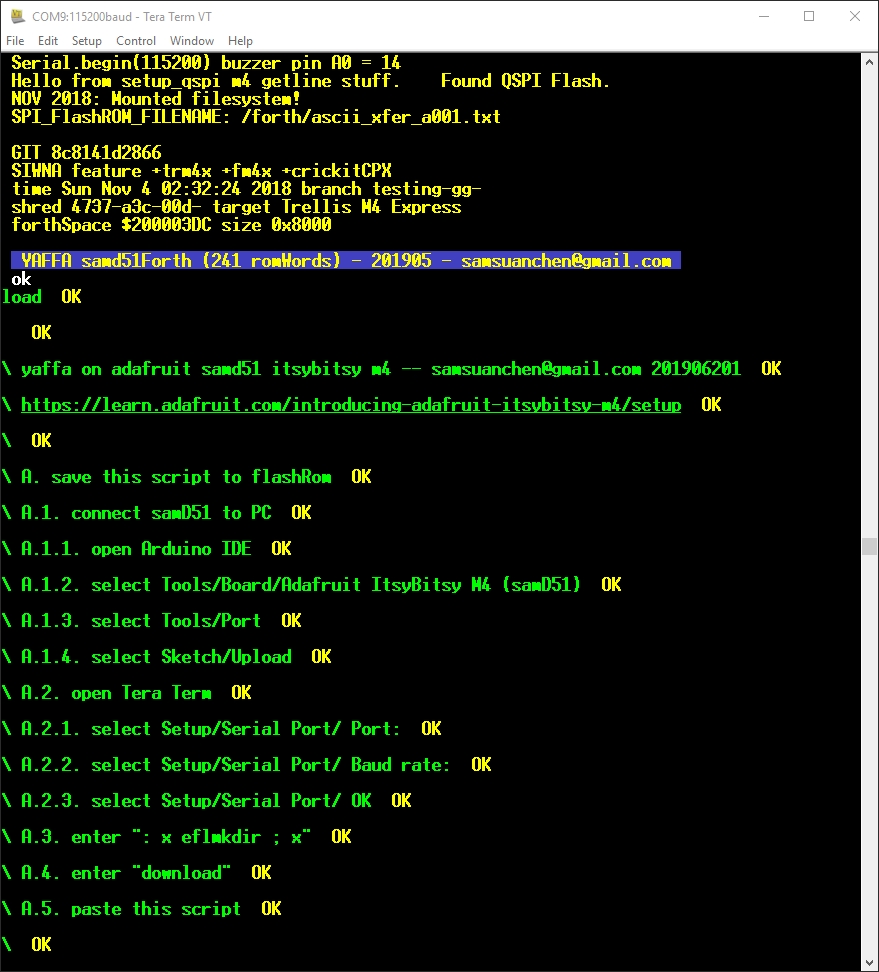 COM9:115200baud - Tera Term VT
File Edit Setup Control Window Help
Serial.begin(115200) buzzer pin A0 = 14
Hello from setup_qspi m4 getline stuff.    Found QSPI Flash.
NOV 2018: Mounted filesystem!
SPI_FlashROM_FILENAME: /forth/ascii_xfer_a001.txt
GIT 8c8141d2866
SIWNA feature +trm4x +fm4x +crickitCPX
time Sun Nov 4 02:32:24 2018 branch testing-gg-
shred 4737-a3c-00d- target Trellis M4 Express
forthSpace $200003DC size 0x8000
YAFFA samd51Forth (241 romWords) - 201905 - samsuanchen@gmail.com
ok
load  OK
OK
\ yaffa on adafruit samd51 itsybitsy m4 -- samsuanchen@gmail.com 201906201  OK
\ https://learn.adafruit.com/introducing-adafruit-itsybitsy-m4/setup  OK
\  OK
\ A. save this script to flashRom  OK
\ A.1. connect samD51 to PC  OK
\ A.1.1. open Arduino IDE  OK
\ A.1.2. select Tools/Board/Adafruit ItsyBitsy M4 (samD51)  OK
\ A.1.3. select Tools/Port  OK
\ A.1.4. select Sketch/Upload  OK
\ A.2. open Tera Term  OK
\ A.2.1. select Setup/Serial Port/ Port:  OK
\ A.2.2. select Setup/Serial Port/ Baud rate:  OK
\ A.2.3. select Setup/Serial Port/ OK  OK
\ A.3. enter ": x eflmkdir ; x"  OK
\ A.4. enter "download"  OK
\ A.5. paste this script  OK
\  OK